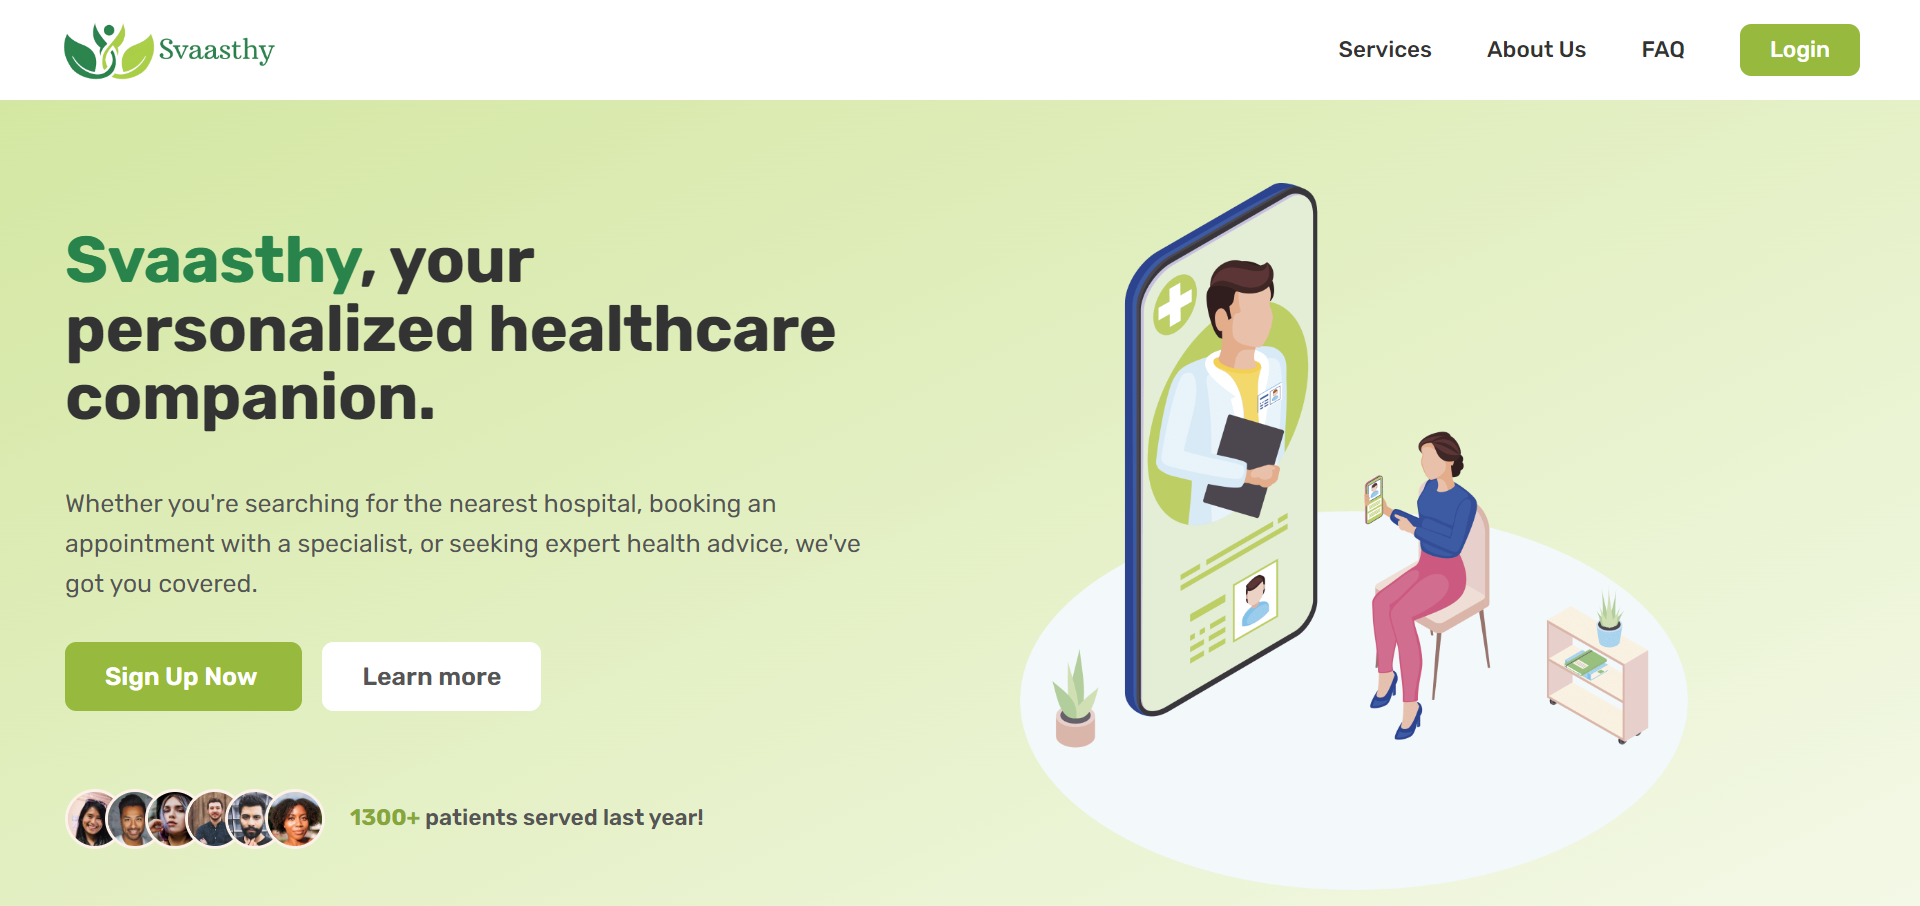 Svaasthy
Services
About Us
FAQ
Login
Svaasthy, your
personalized healthcare
companion.
Whether you're searching for the nearest hospital, booking an
appointment with a specialist, or seeking expert health advice, we've
got you covered.
Sign Up Now
Learn more
1300+ patients served last year!